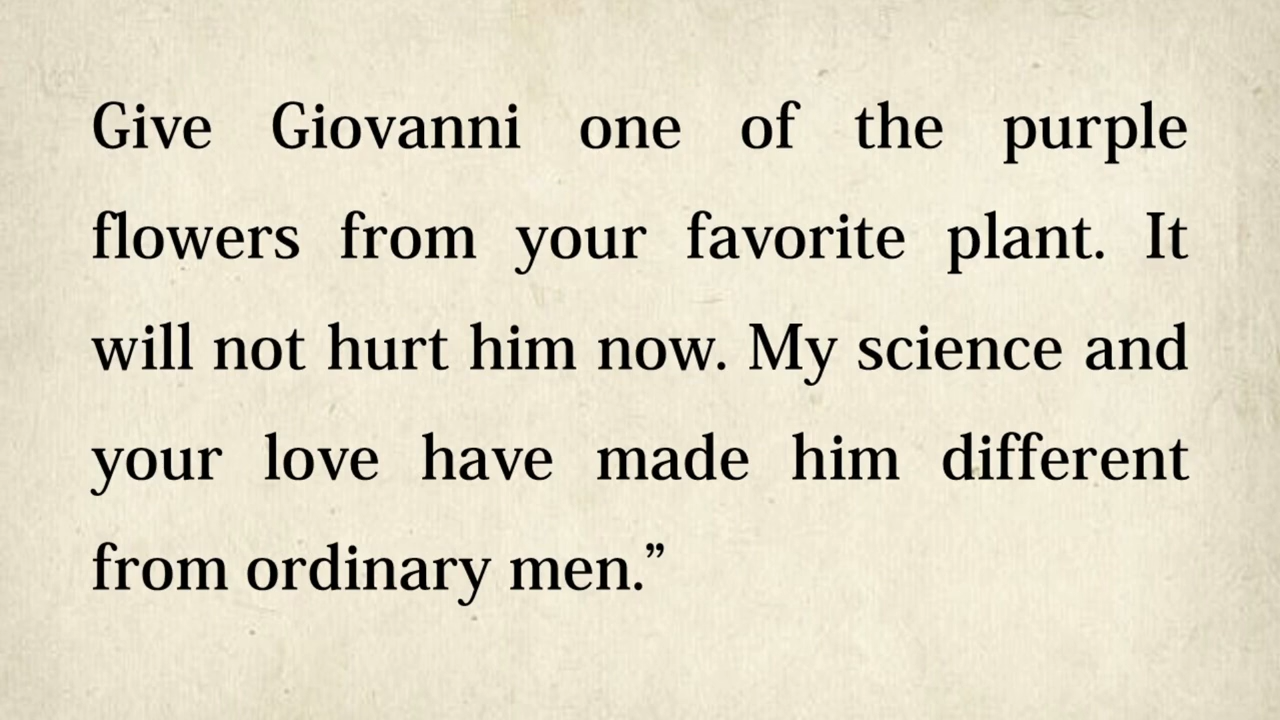 Give Giovanni one of the purple
flowers from your favorite plant. It
will not hurt him now. My science and
your love have made him different
from ordinary men.”